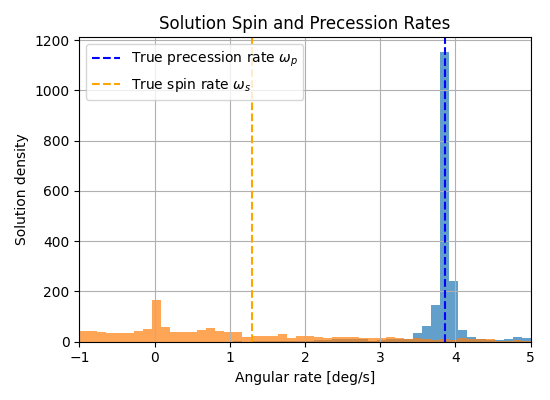 Solution Spin and Precession Rates
True precession rate ωp
True spin rate ωs
Solution density
1200
1000
800
600
400
200
0
−1 0 1 2 3 4 5
Angular rate [deg/s]